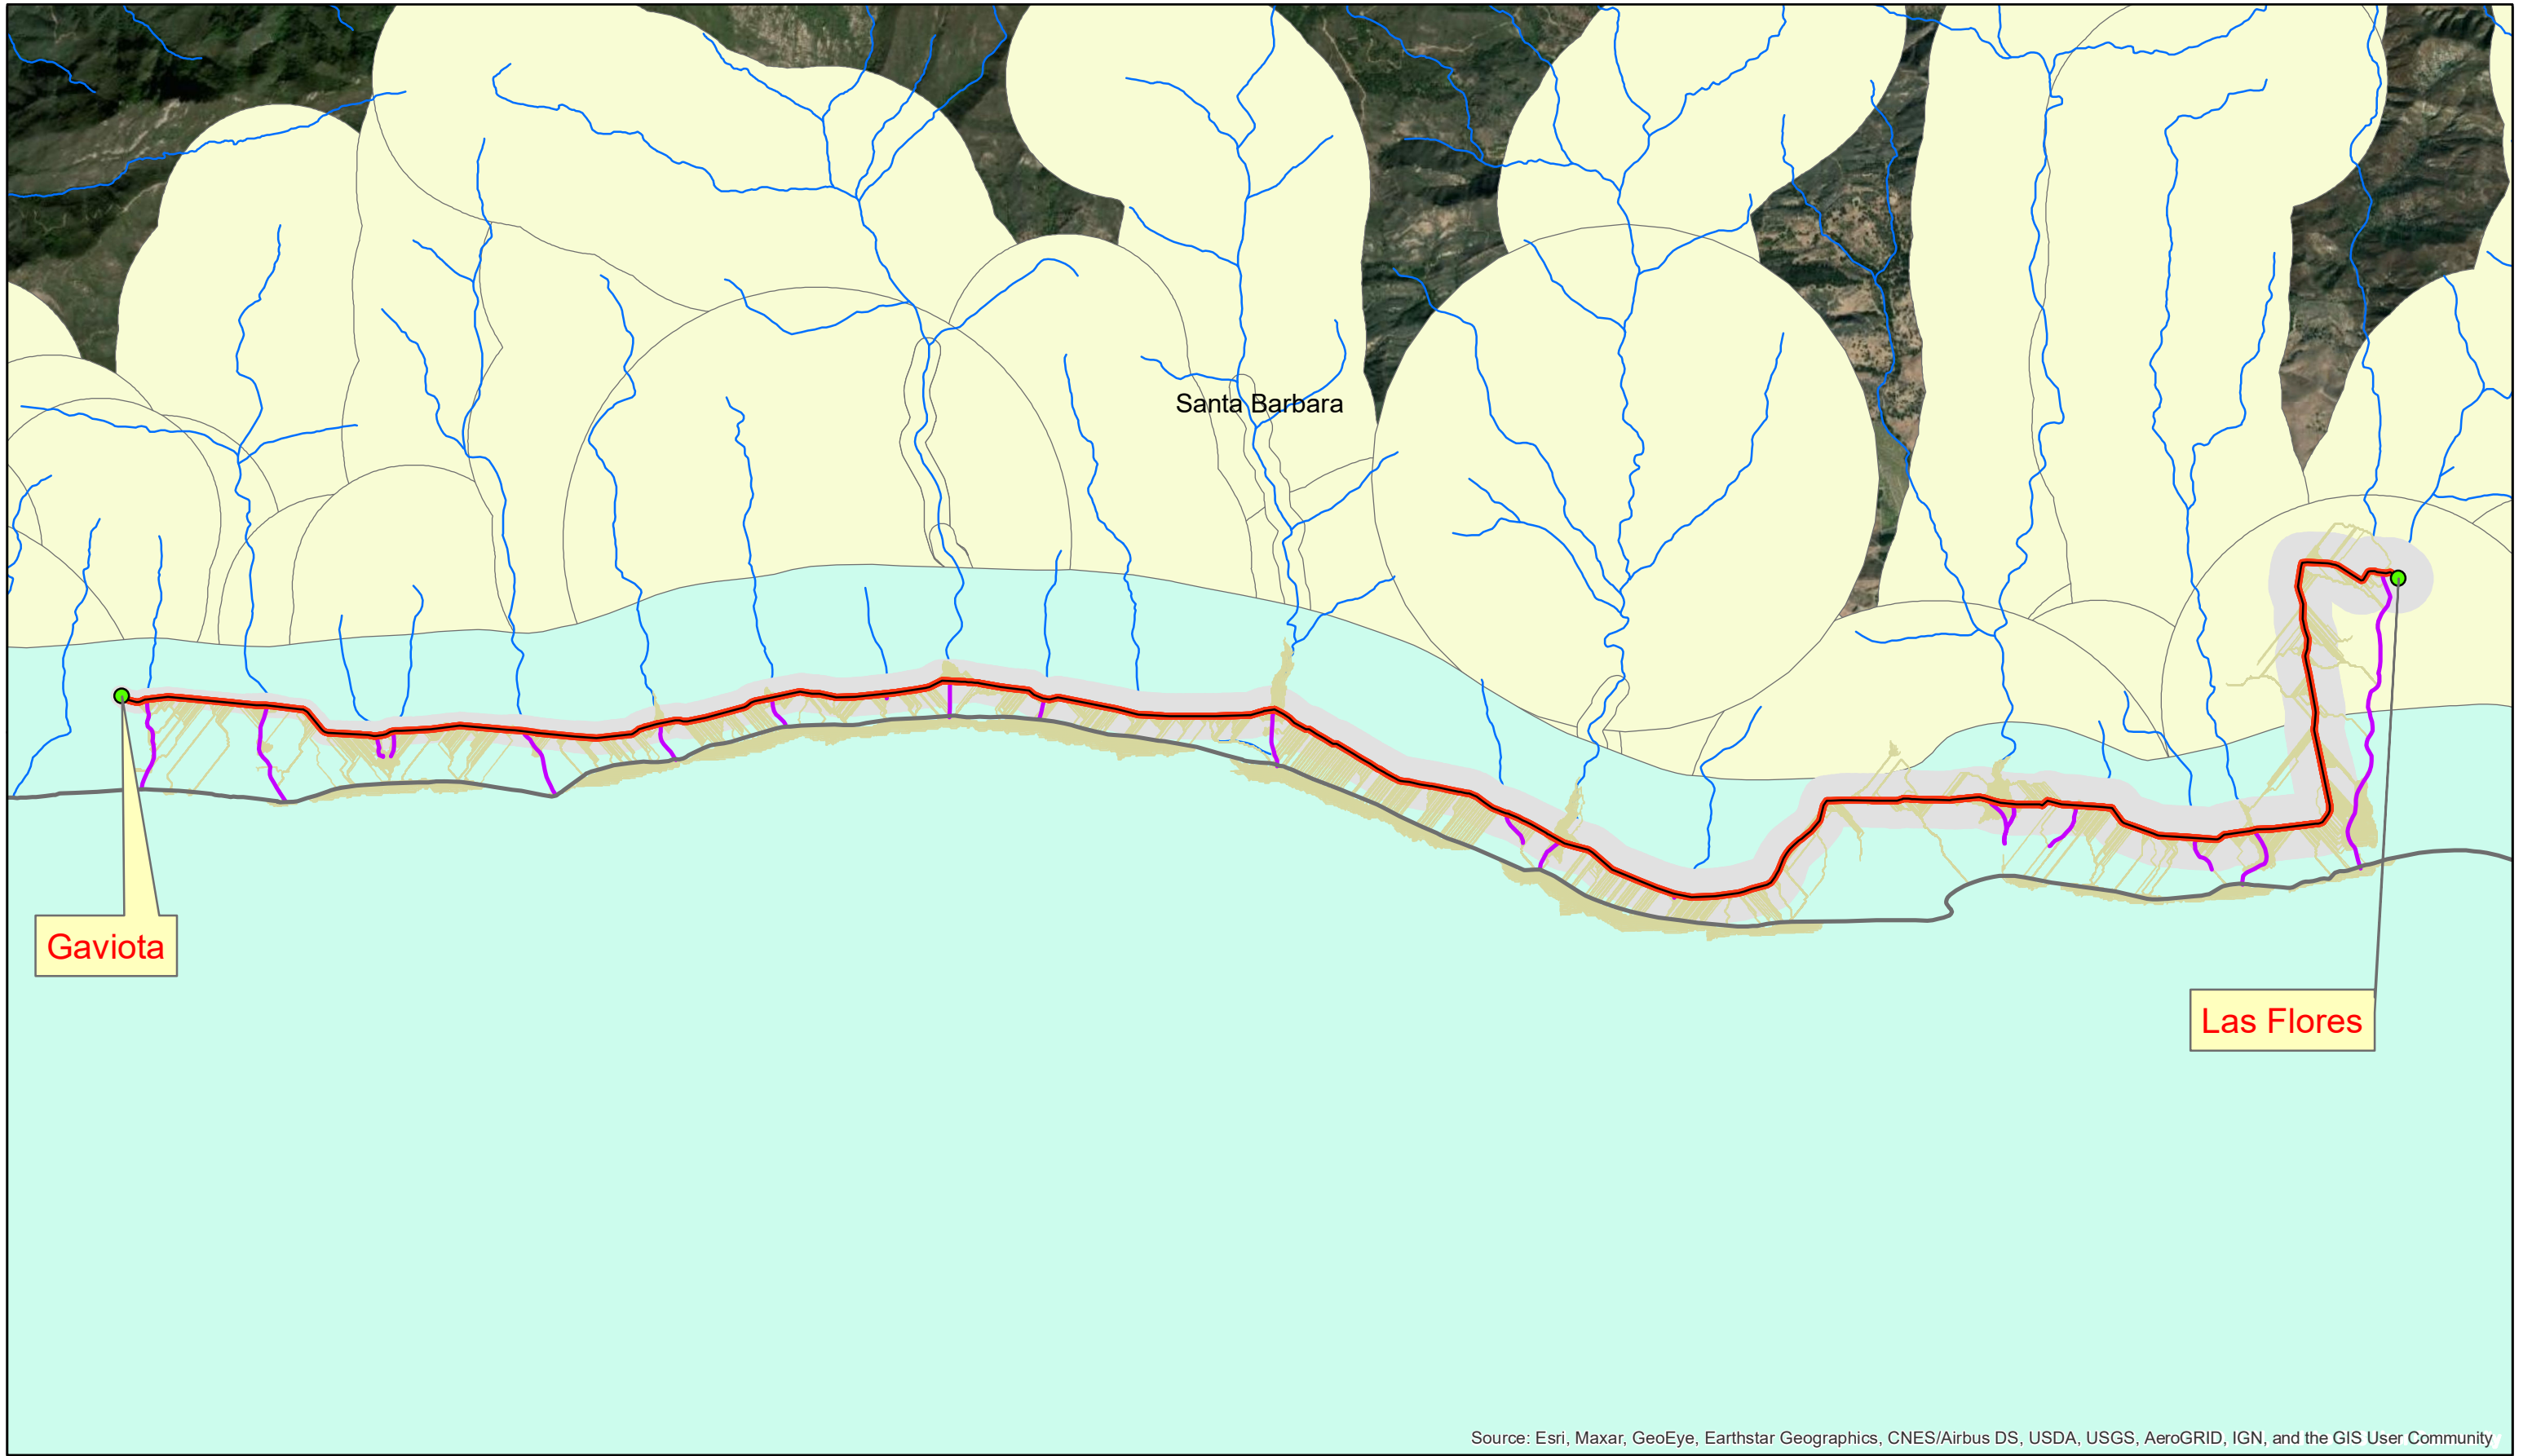 Santa Barbara
Gaviota
Las Flores
Source: Esri, Maxar, GeoEye, Earthstar Geographics, CNES/Airbus DS, USDA, USGS, AeroGRID, IGN, and the GIS User Community